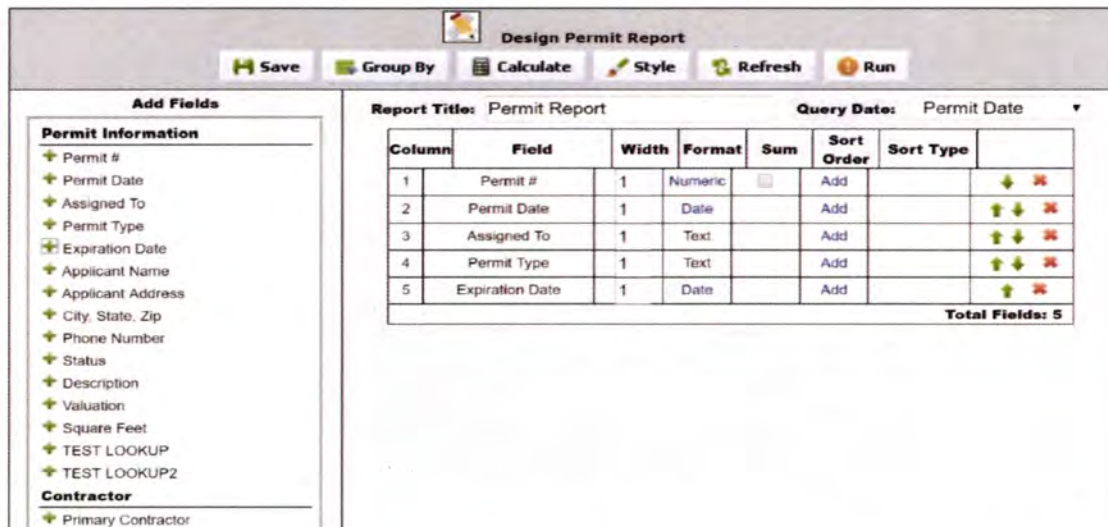 Design Permit Report
Save Group By Calculate Style Refresh Run
Add Fields
Permit Information
Permit #
Permit Date
Assigned To
Permit Type
Expiration Date
Applicant Name
Applicant Address
City, State, Zip
Phone Number
Status
Description
Valuation
Square Feet
TEST LOOKUP
TEST LOOKUP2
Contractor
Primary Contractor
Report Title: Permit Report Query Date: Permit Date
Column Field Width Format Sum Sort Order Sort Type
1 Permit # 1 Numeric Add
2 Permit Date 1 Date Add
3 Assigned To 1 Text Add
4 Permit Type 1 Text Add
5 Expiration Date 1 Date Add
Total Fields: 5